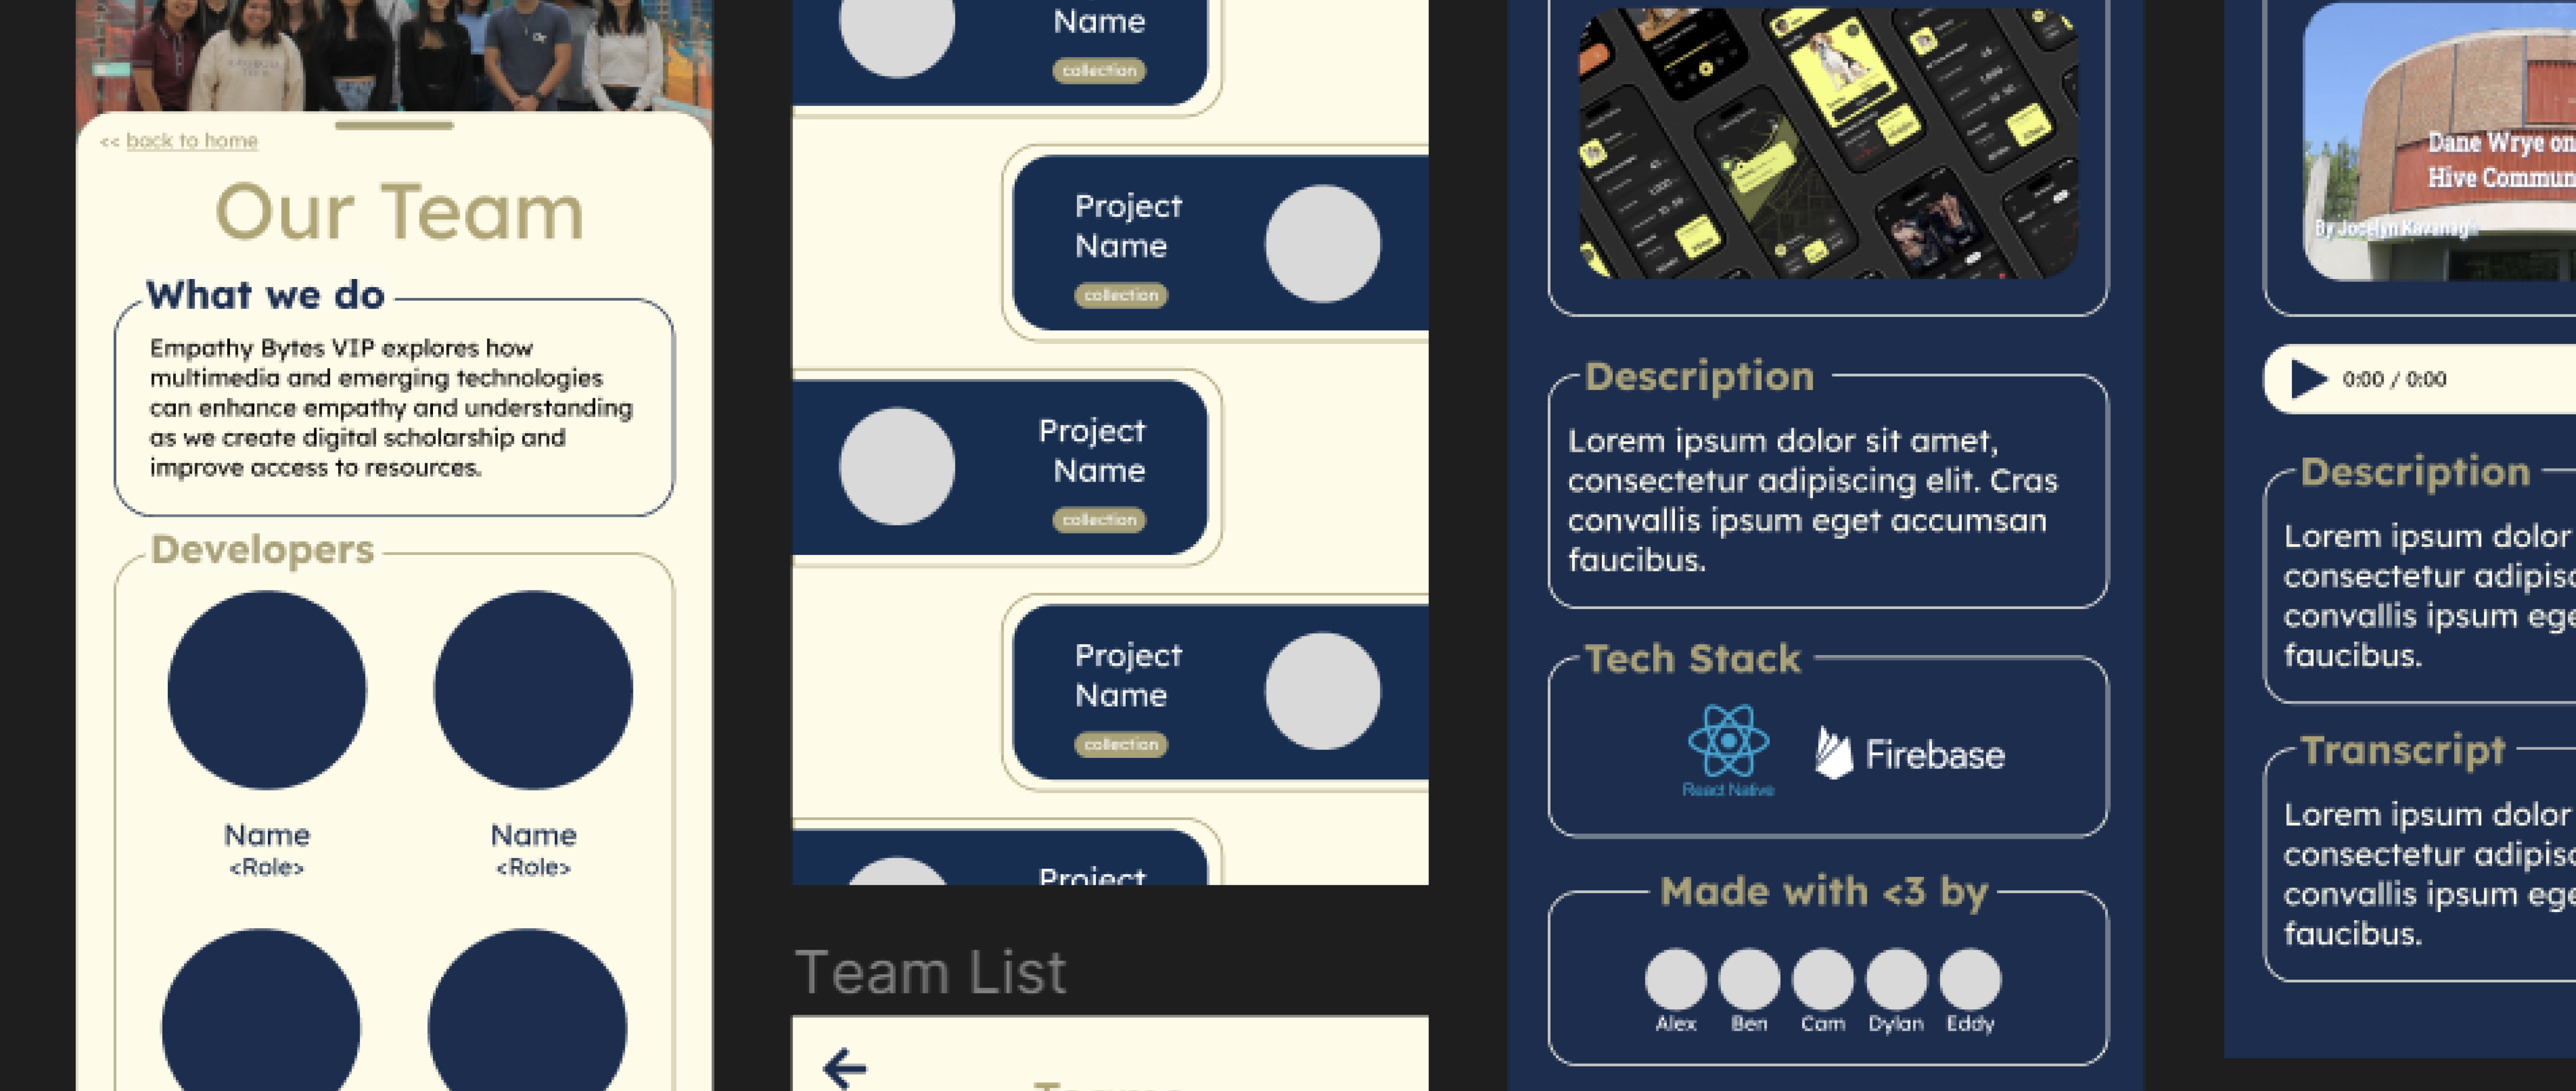 << back to home
Our Team
What we do
Empathy Bytes VIP explores how
multimedia and emerging technologies
can enhance empathy and understanding
as we create digital scholarship and
improve access to resources.
Developers
Name
<Role>
Name
<Role>
Name
collection
Project
Name
collection
Project
Name
collection
Project
Name
collection
Project
Team List
Teams
Description
Lorem ipsum dolor sit amet,
consectetur adipiscing elit. Cras
convallis ipsum eget accumsan
faucibus.
Tech Stack
React Native
Firebase
Made with <3 by
Alex Ben Cam Dylan Eddy
Dane Wrye on
Hive Commun
By Jocelyn Kavanagh
0:00 / 0:00
Description
Lorem ipsum dolor
consectetur adipisc
convallis ipsum ege
faucibus.
Transcript
Lorem ipsum dolor
consectetur adipisc
convallis ipsum ege
faucibus.